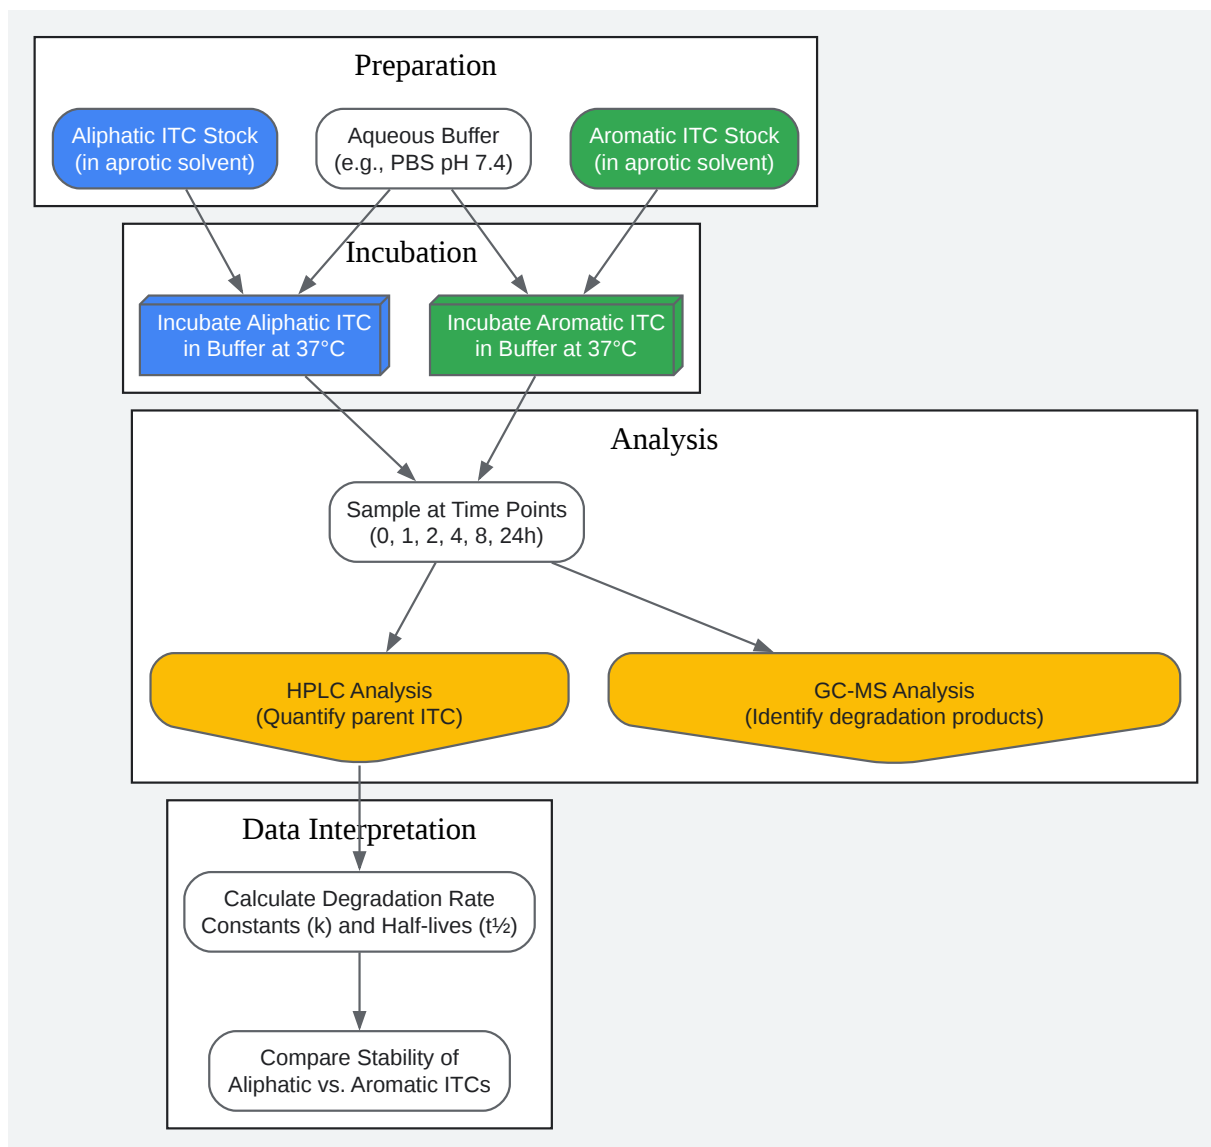 Preparation
Aliphatic ITC Stock
(in aprotic solvent)
Aqueous Buffer
(e.g., PBS pH 7.4)
Aromatic ITC Stock
(in aprotic solvent)
Incubation
Incubate Aliphatic ITC
in Buffer at 37°C
Incubate Aromatic ITC
in Buffer at 37°C
Analysis
Sample at Time Points
(0, 1, 2, 4, 8, 24h)
HPLC Analysis
(Quantify parent ITC)
GC-MS Analysis
(Identify degradation products)
Data Interpretation
Calculate Degradation Rate
Constants (k) and Half-lives (t½)
Compare Stability of
Aliphatic vs. Aromatic ITCs